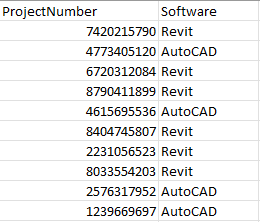 ProjectNumber Software
7420215790 Revit
4773405120 AutoCAD
6720312084 Revit
8790411899 Revit
4615695536 AutoCAD
8404745807 Revit
2231056523 Revit
8033554203 Revit
2576317952 AutoCAD
1239669697 AutoCAD